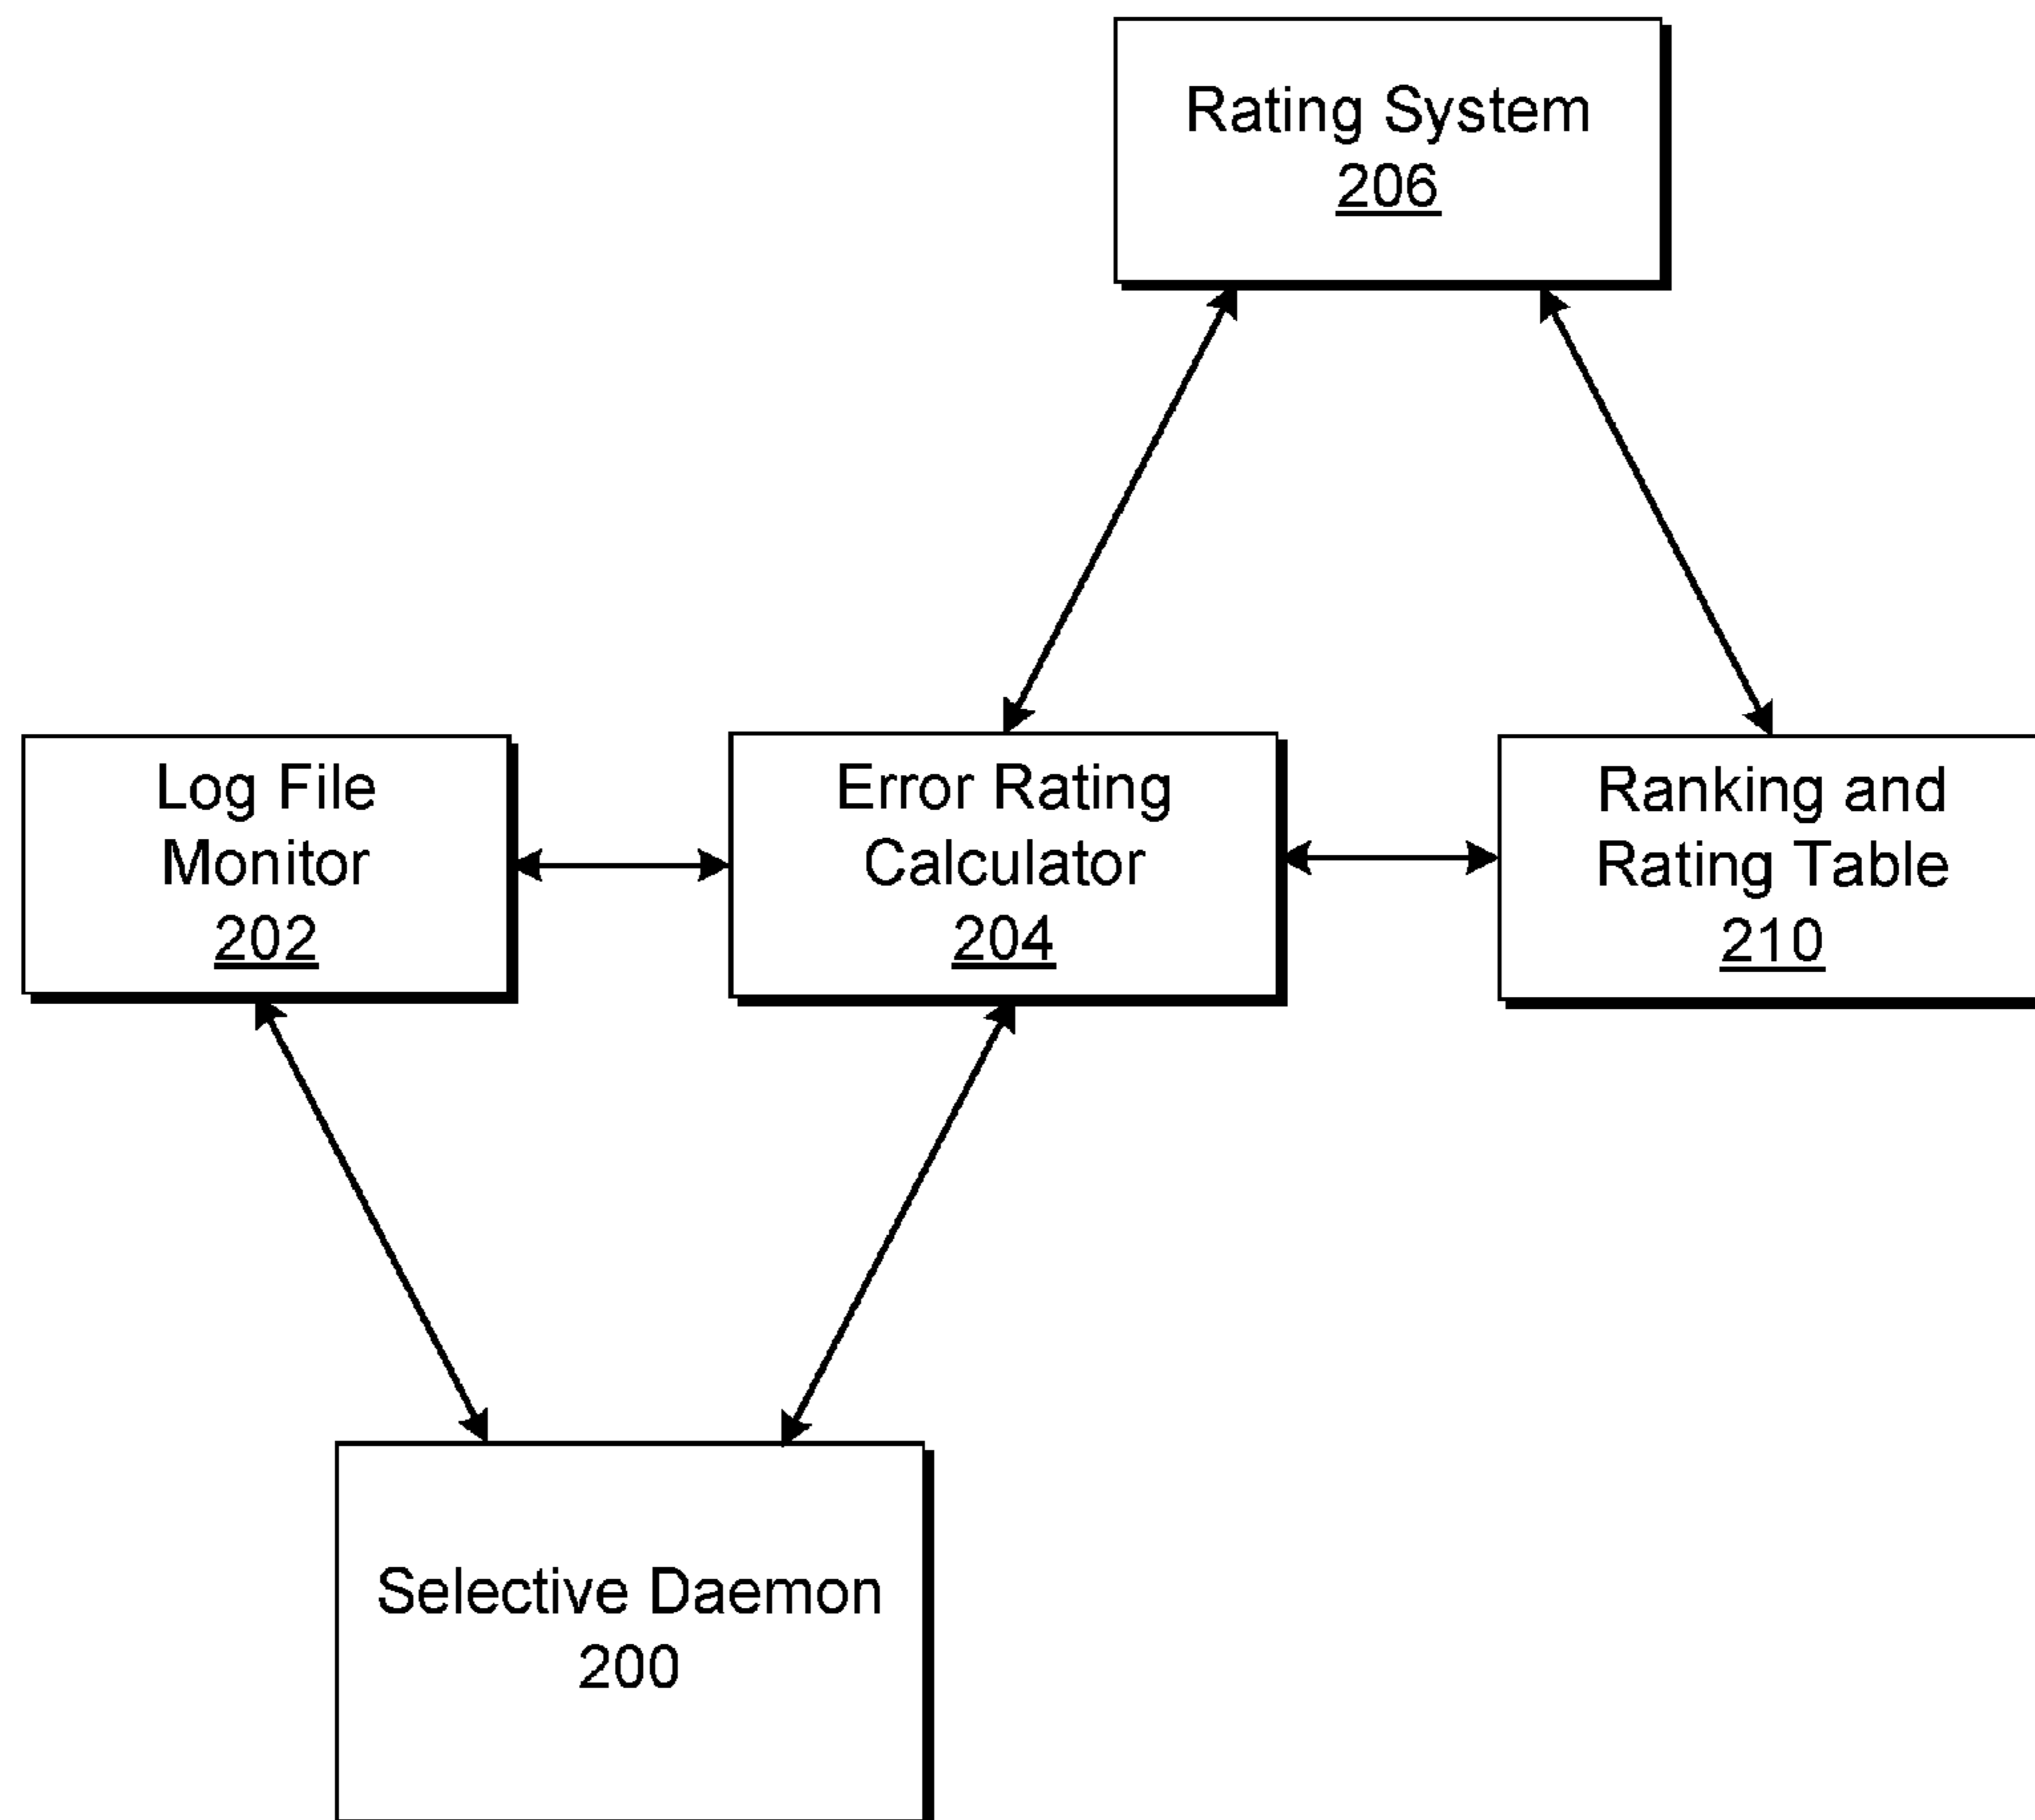 Rating System
206
Log File
Monitor
202
Error Rating
Calculator
204
Ranking and
Rating Table
210
Selective Daemon
200